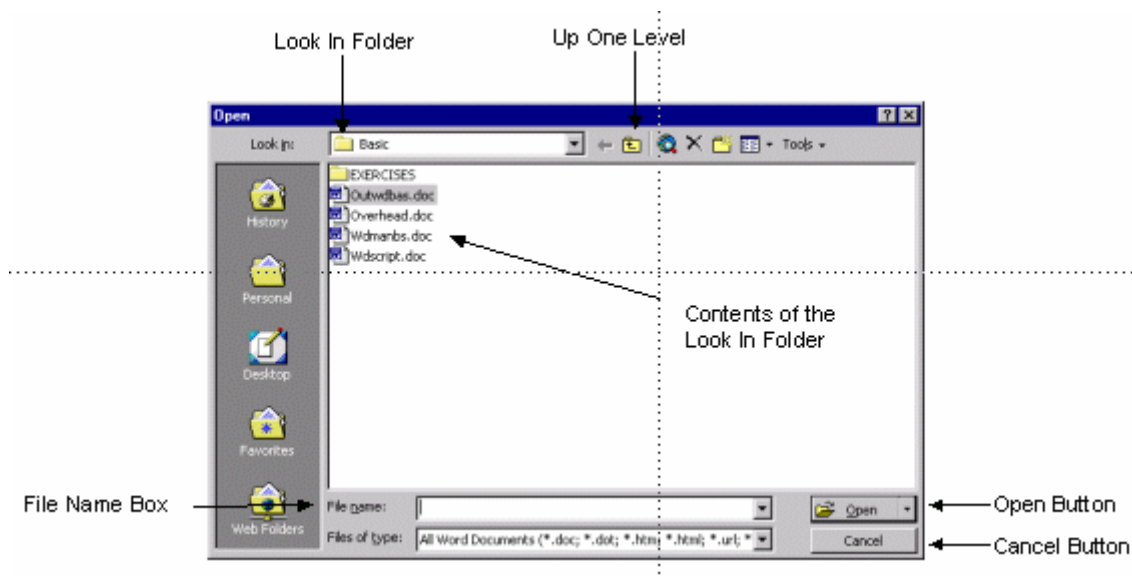 Look In Folder
Up One Level
Open
Look in:
Basic
Tools
EXERCISES
Outwdbas.doc
Overhead.doc
Wdmanbs.doc
Wdscript.doc
History
Personal
Desktop
Favorites
Web Folders
Contents of the
Look In Folder
File Name Box
File name:
Open
Open Button
Files of type:
All Word Documents (*.doc; *.dot; *.htm; *.html; *.url; *
Cancel
Cancel Button